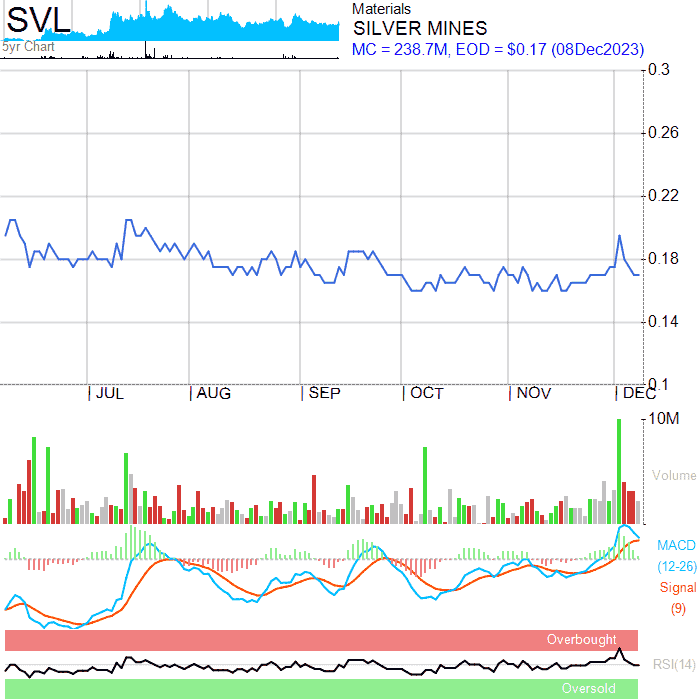 SVL
5yr Chart
Materials
SILVER MINES
MC = 238.7M, EOD = $0.17 (08Dec2023)
0.3
0.26
0.22
0.18
0.14
0.1
JUL AUG SEP OCT NOV DEC
10M
Volume
MACD
(12-26)
Signal
(9)
Overbought
RSI(14)
Oversold